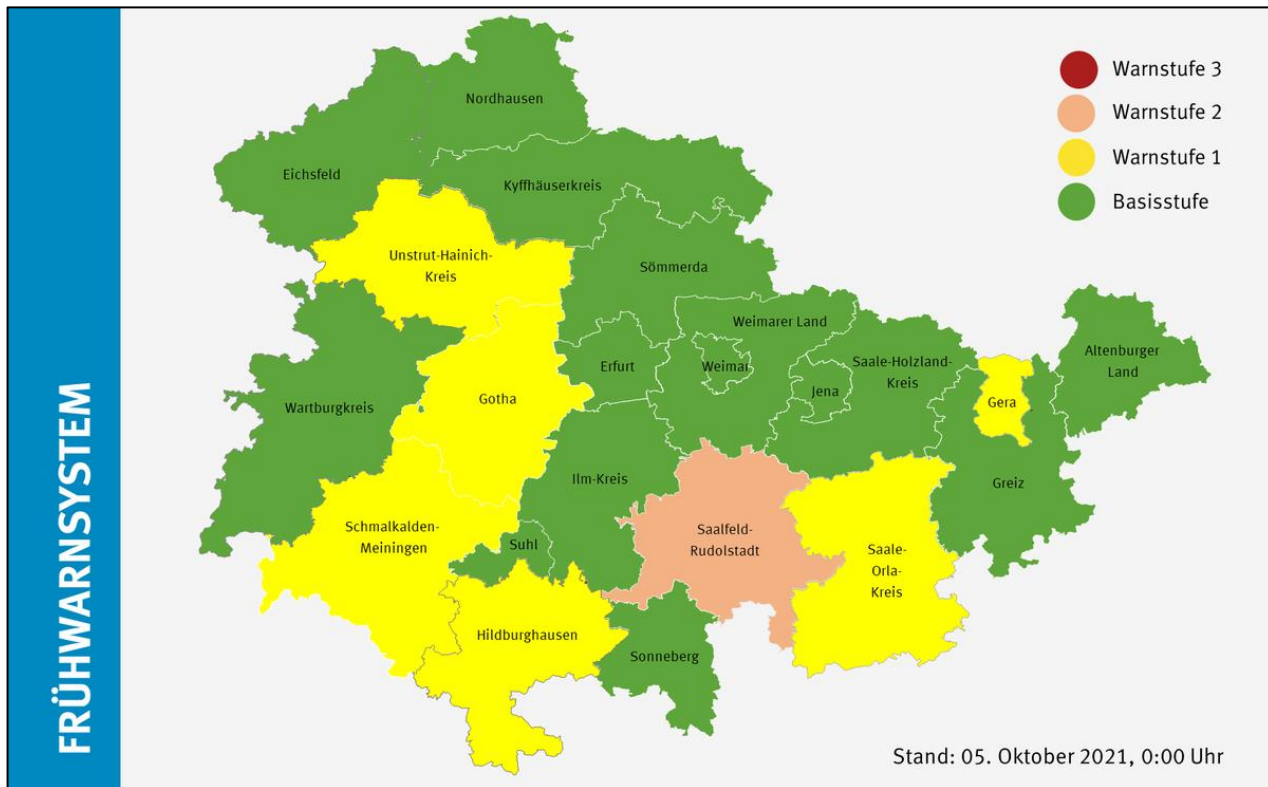 FRÜHWARNSYSTEM
Warnstufe 3
Warnstufe 2
Warnstufe 1
Basisstufe
Nordhausen
Eichsfeld
Kyffhäuserkreis
Unstrut-Hainich-
Kreis
Sömmerda
Weimarer Land
Altenburger
Land
Saale-Holzland-
Kreis
Erfurt
Weimar
Jena
Gera
Gotha
Wartburgkreis
Ilm-Kreis
Greiz
Schmalkalden-
Meiningen
Suhl
Saalfeld-
Rudolstadt
Saale-
Orla-
Kreis
Hildburghausen
Sonneberg
Stand: 05. Oktober 2021, 0:00 Uhr